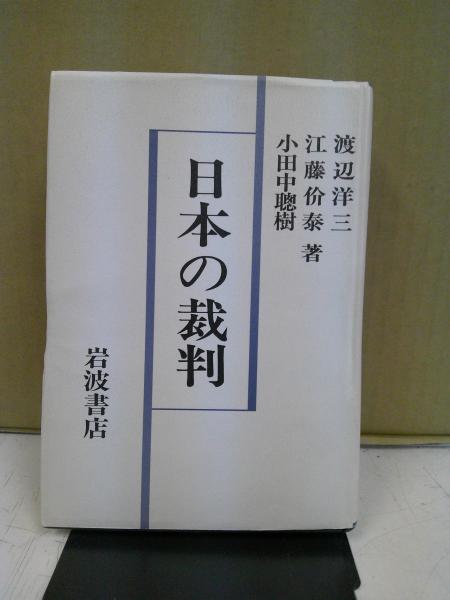 渡辺洋三
江藤价泰 著
小田中聰樹
日本の裁判
岩波書店